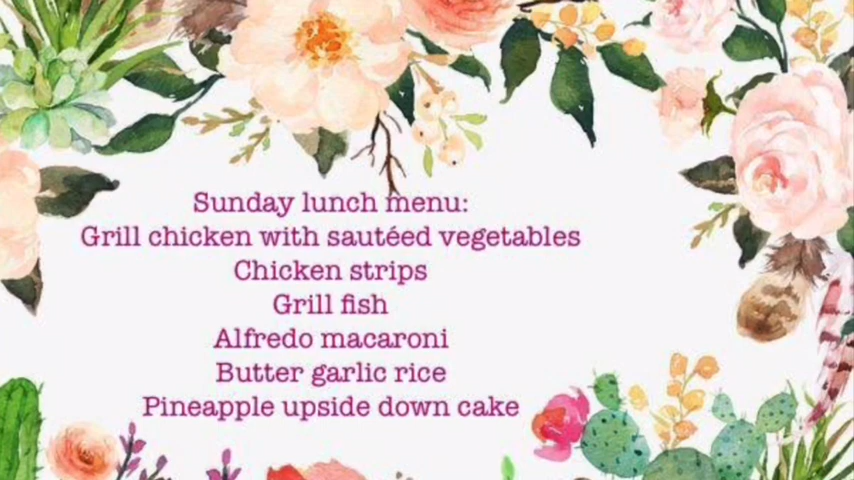 Sunday lunch menu:
Grill chicken with sautéed vegetables
Chicken strips
Grill fish
Alfredo macaroni
Butter garlic rice
Pineapple upside down cake